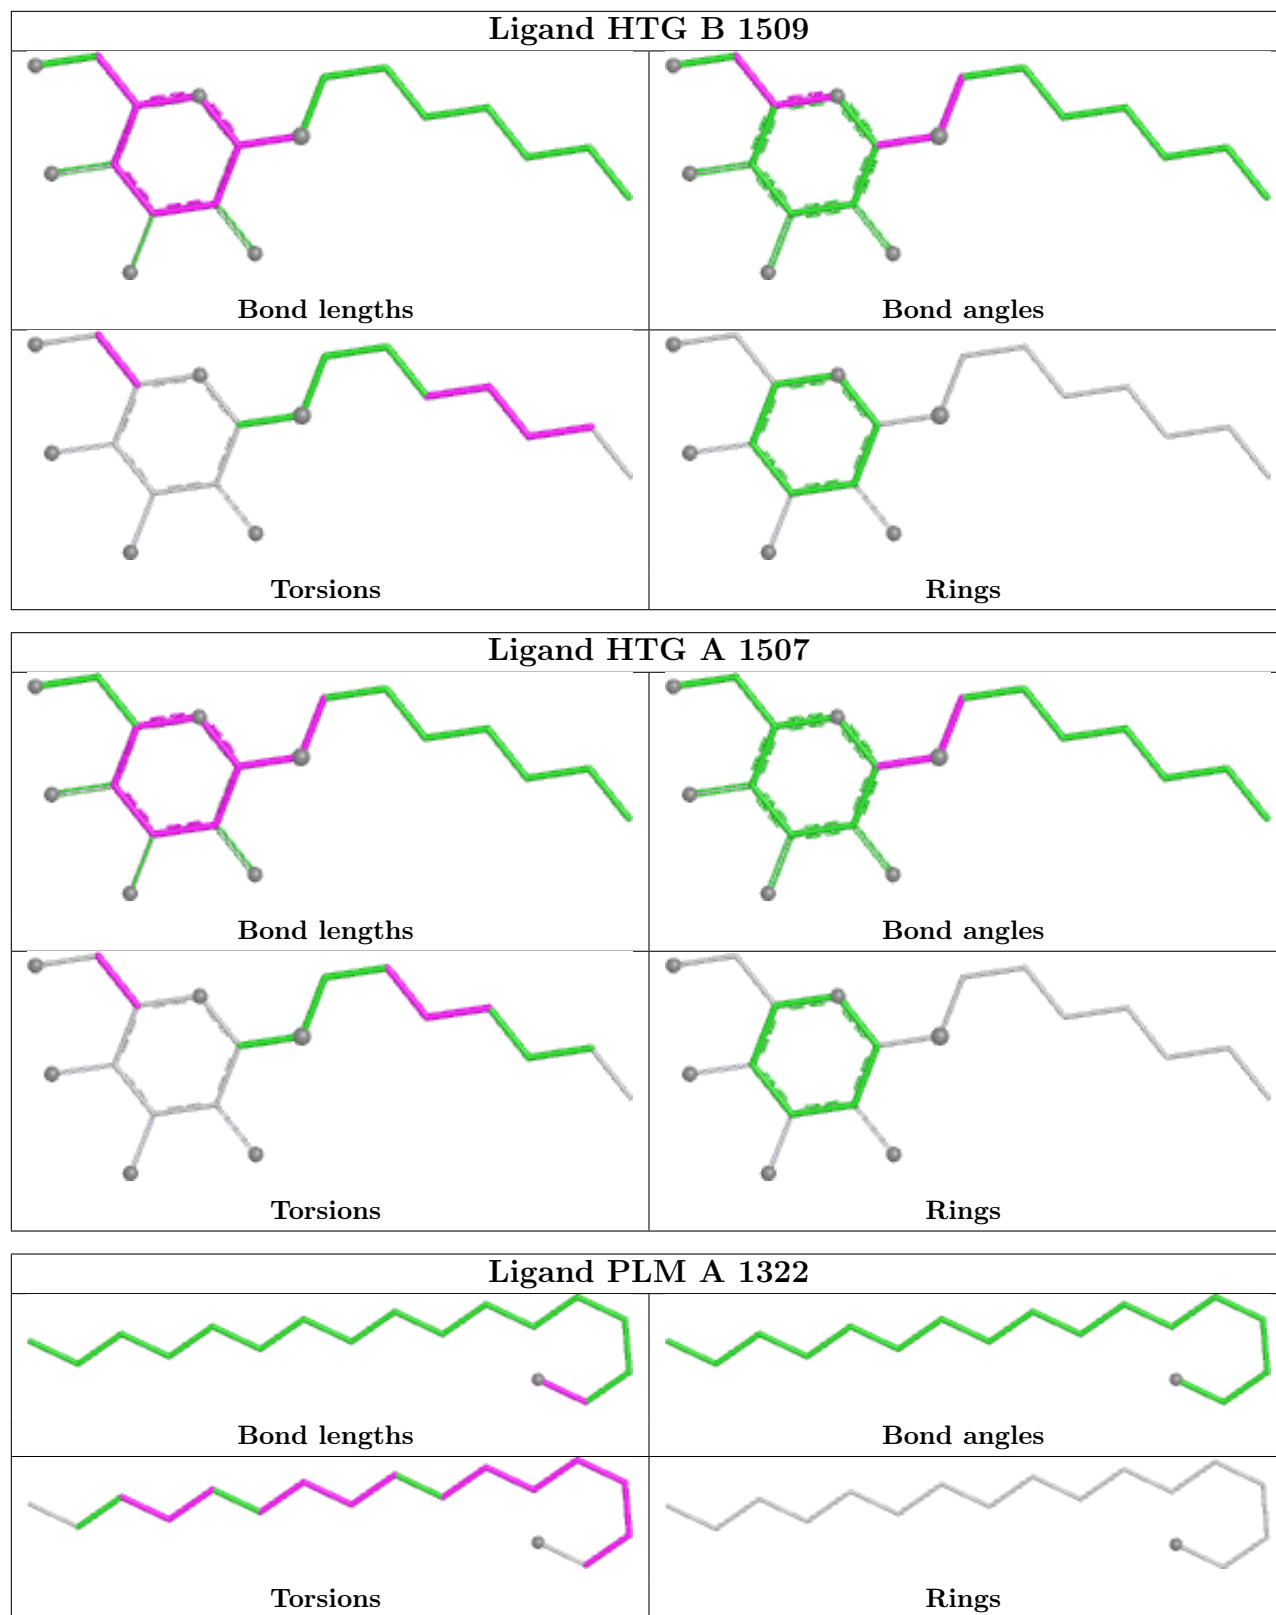 Ligand HTG B 1509
Bond lengths
Bond angles
Torsions
Rings
Ligand HTG A 1507
Bond lengths
Bond angles
Torsions
Rings
Ligand PLM A 1322
Bond lengths
Bond angles
Torsions
Rings